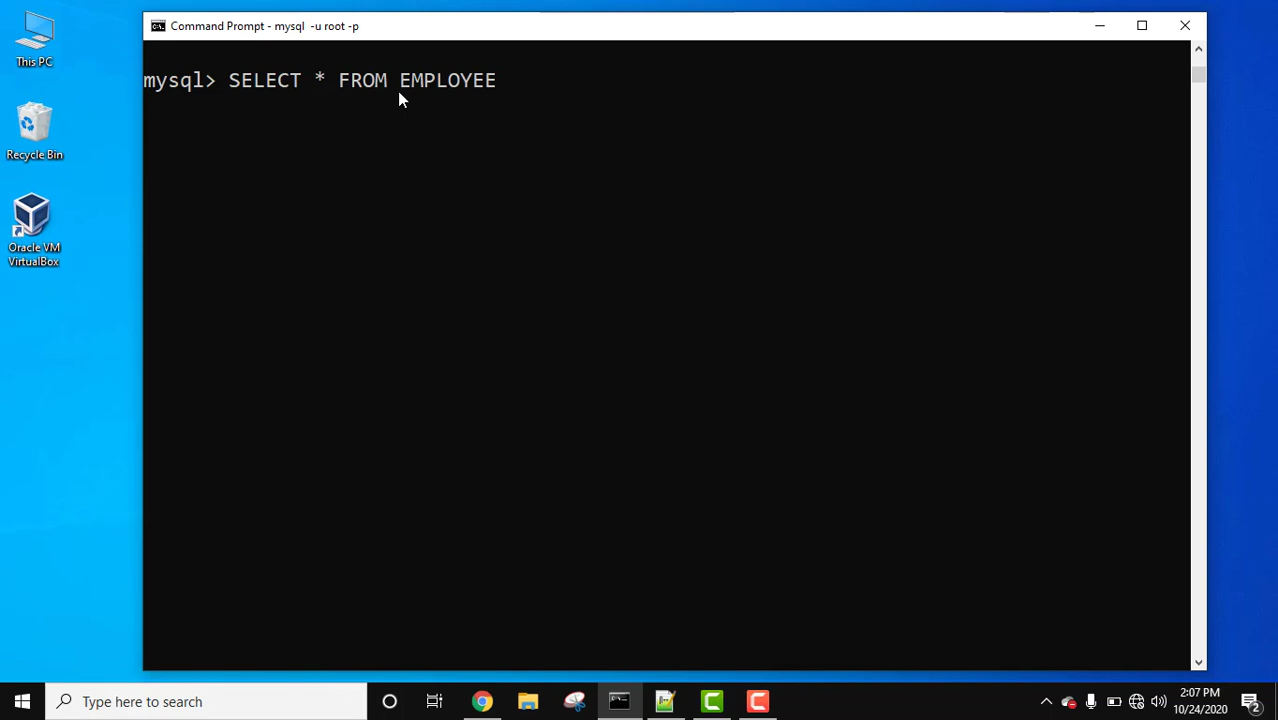 This PC
Recycle Bin
Oracle VM
VirtualBox
Command Prompt - mysql  -u root -p
mysql> SELECT * FROM EMPLOYEE
Type here to search
2:07 PM
10/24/2020
2